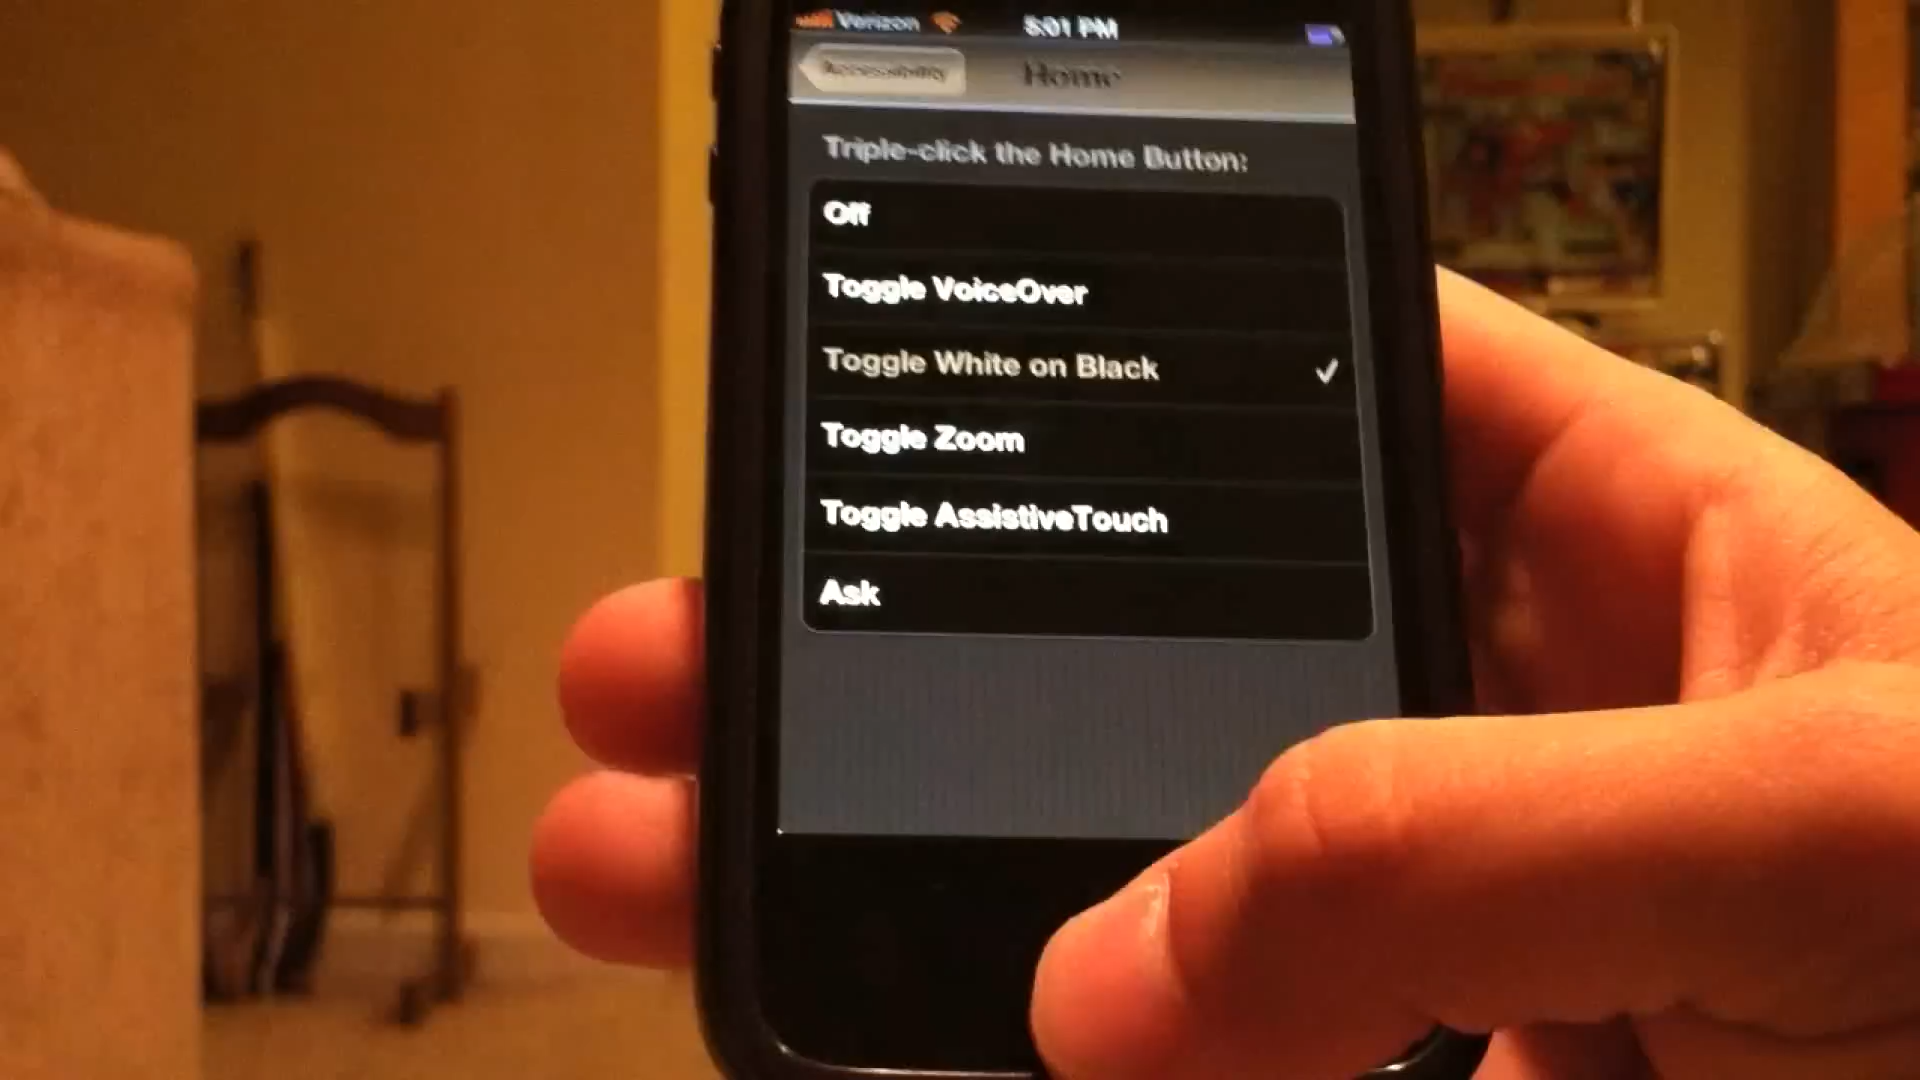 Verizon 5:01 PM
Accessibility Home
Triple-click the Home Button:
Off
Toggle VoiceOver
Toggle White on Black
Toggle Zoom
Toggle AssistiveTouch
Ask